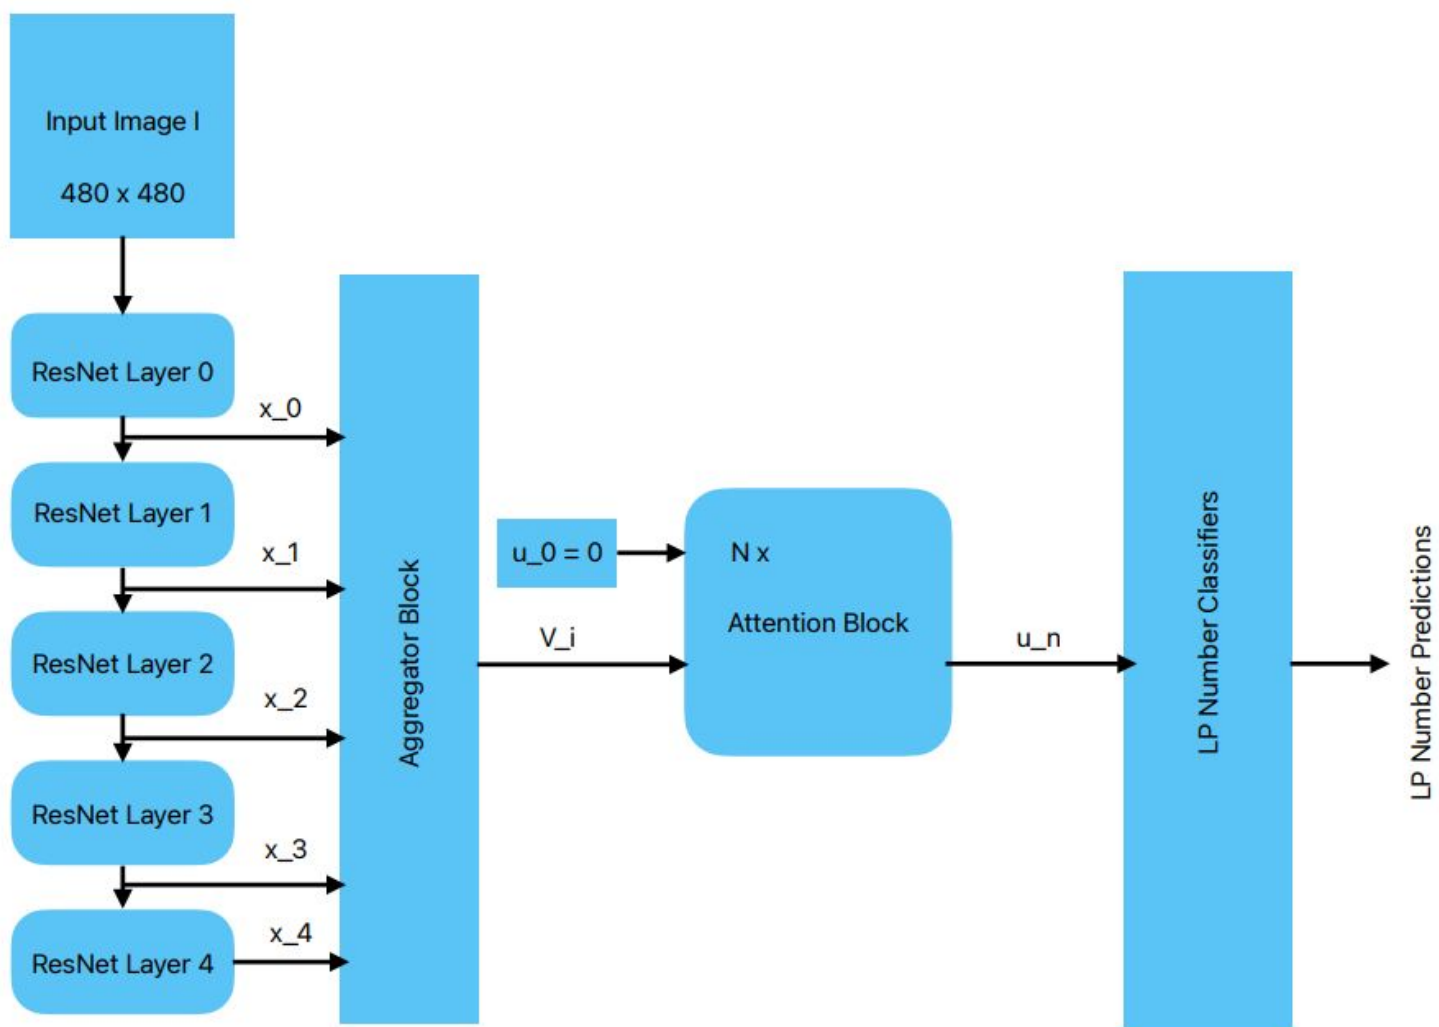 Input Image I
480 x 480
ResNet Layer 0
x_0
ResNet Layer 1
x_1
ResNet Layer 2
x_2
ResNet Layer 3
x_3
ResNet Layer 4
x_4
Aggregator Block
u_0 = 0
V_i
N x
Attention Block
u_n
LP Number Classifiers
LP Number Predictions